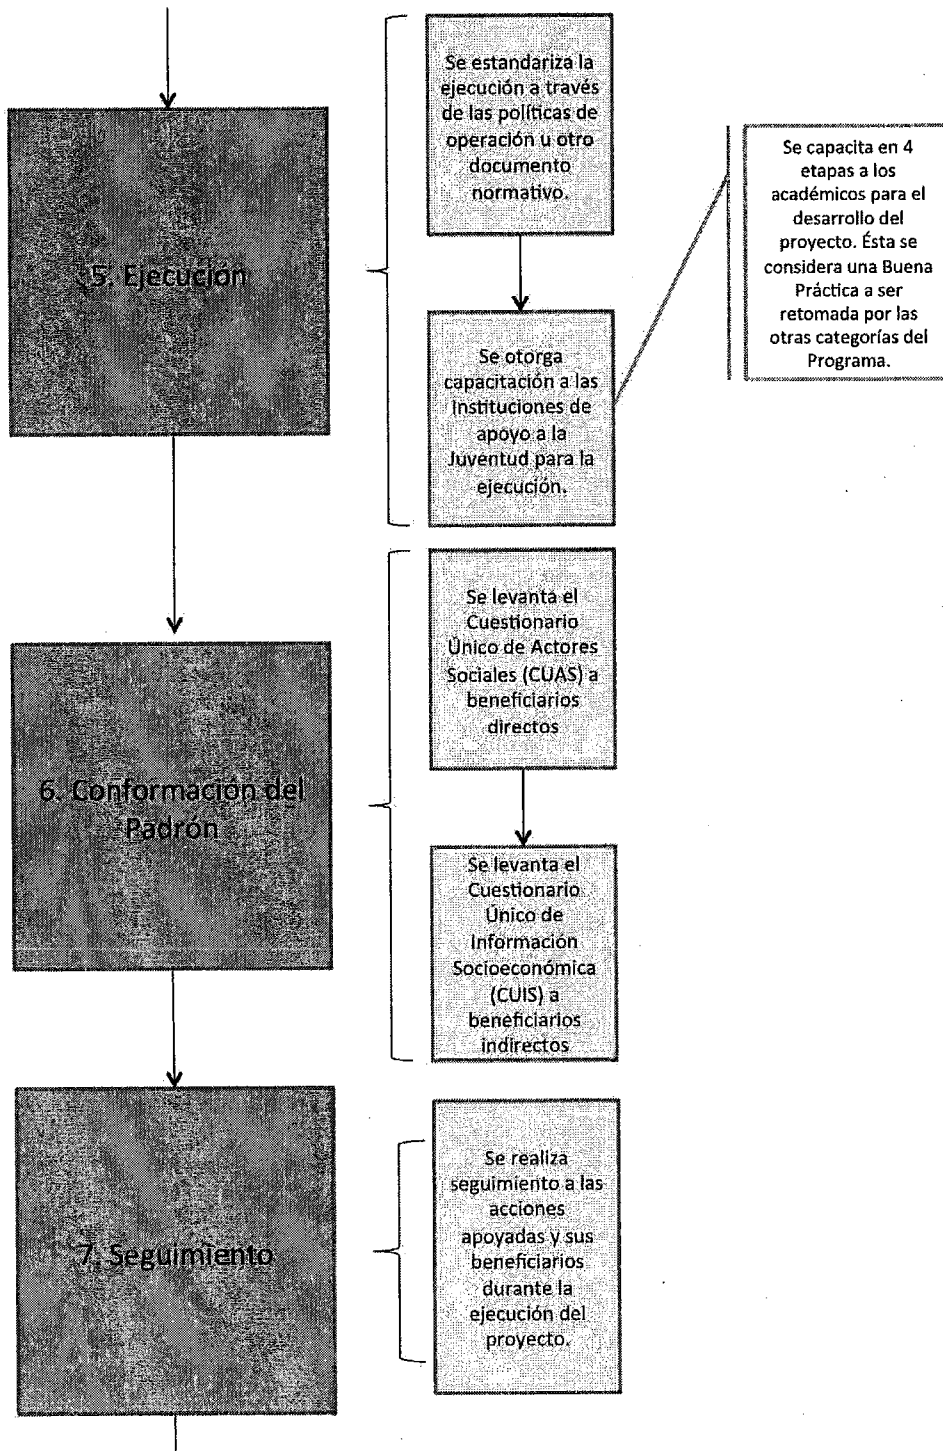 5. Ejecución
Se estandariza la
ejecución a través
de las políticas de
operación u otro
documento
normativo.
Se otorga
capacitación a las
Instituciones de
apoyo a la
Juventud para la
ejecución.
Se capacita en 4
etapas a los
académicos para el
desarrollo del
proyecto. Ésta se
considera una Buena
Práctica a ser
retomada por las
otras categorías del
Programa.
6. Conformación del
Padrón
Se levanta el
Cuestionario
Único de Actores
Sociales (CUAS) a
beneficiarios
directos
Se levanta el
Cuestionario
Único de
Información
Socioeconómica
(CUIS) a
beneficiarios
indirectos
7. Seguimiento
Se realiza
seguimiento a las
acciones
apoyadas y sus
beneficiarios
durante la
ejecución del
proyecto.